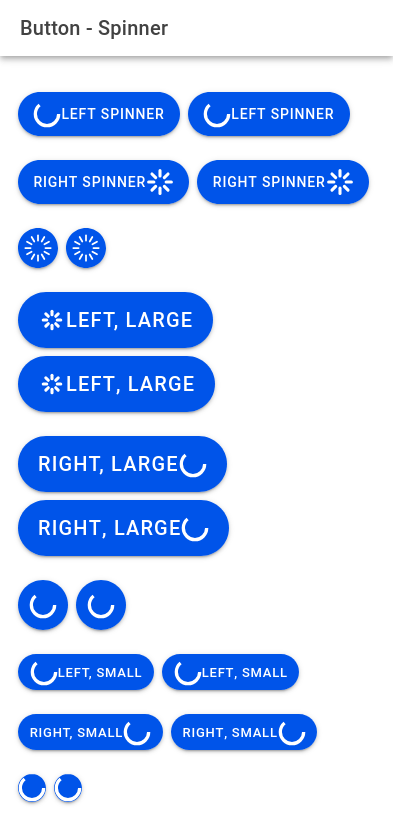 Button - Spinner
LEFT SPINNER LEFT SPINNER
RIGHT SPINNER RIGHT SPINNER
LEFT, LARGE
LEFT, LARGE
RIGHT, LARGE
RIGHT, LARGE
LEFT, SMALL LEFT, SMALL
RIGHT, SMALL RIGHT, SMALL